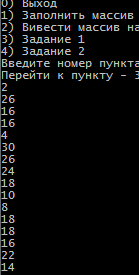 0) Выход
1) Заполнить массив
2) Вивести массив на
3) Задание 1
4) Задание 2
Введите номер пункта
Перейти к пункту - 3
2
26
16
16
4
30
26
24
18
10
8
18
18
16
22
14